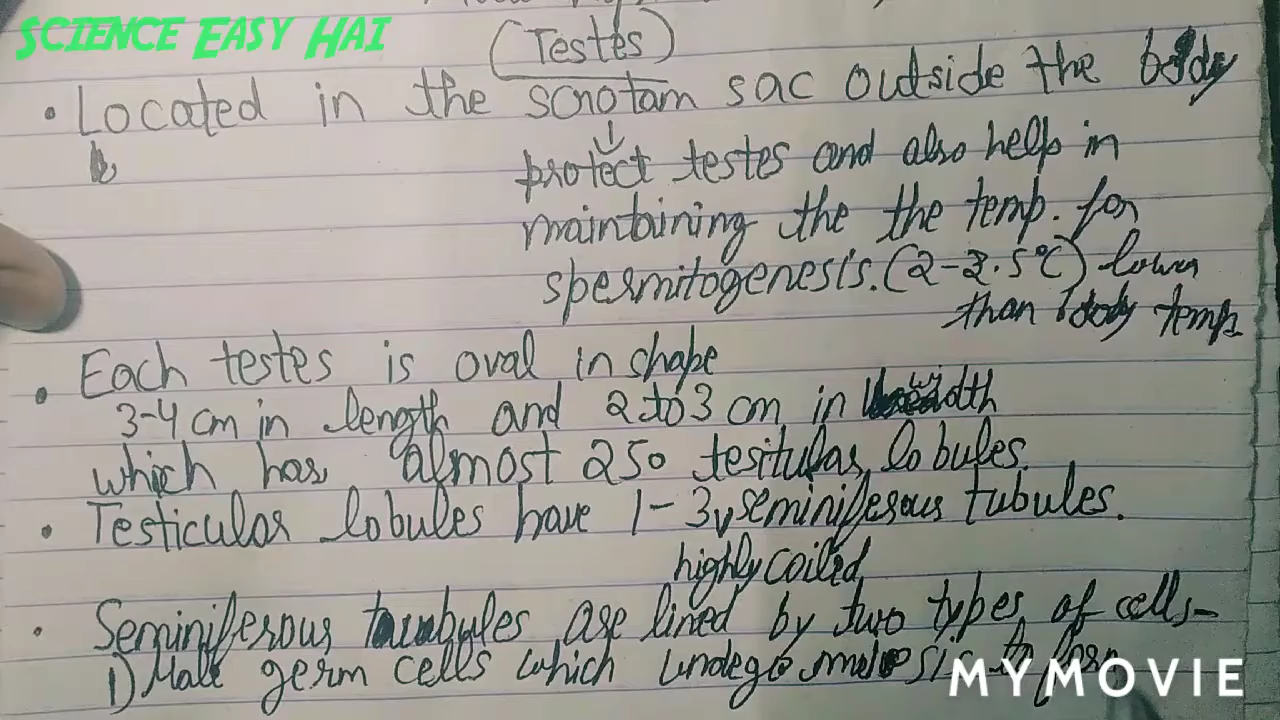 SCIENCE EASY HAI
(Testes)
• Located in the scrotam sac outside the body
protect testes and also help in
maintaining the the temp. for
spermitogenesis. (2-2.5°C) lower
than body temp.
• Each testes is oval in shape
3-4 cm in length and 2 to 3 cm in width
which has almost 250 tesitular lobules.
• Testicular lobules have 1-3 seminiferous tubules.
highly coiled
• Seminiferous tubules are lined by two types of cells-
1) Male germ cells which undego meiosis to form
MYMOVIE